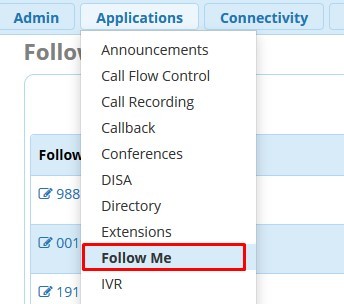 Admin Applications Connectivity
Follow
Announcements
Call Flow Control
Call Recording
Callback
Follow
Conferences
DISA
988
Directory
Extensions
001
Follow Me
IVR
191